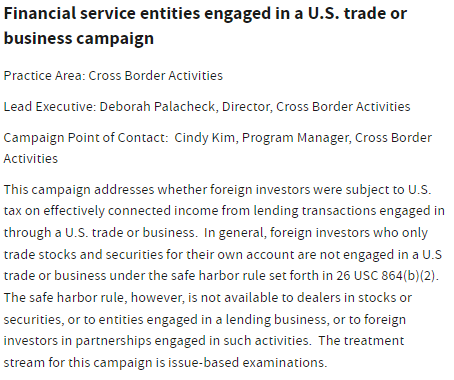 Financial service entities engaged in a U.S. trade or
business campaign
Practice Area: Cross Border Activities
Lead Executive: Deborah Palacheck, Director, Cross Border Activities
Campaign Point of Contact:  Cindy Kim, Program Manager, Cross Border
Activities
This campaign addresses whether foreign investors were subject to U.S.
tax on effectively connected income from lending transactions engaged in
through a U.S. trade or business.  In general, foreign investors who only
trade stocks and securities for their own account are not engaged in a U.S
trade or business under the safe harbor rule set forth in 26 USC 864(b)(2).
The safe harbor rule, however, is not available to dealers in stocks or
securities, or to entities engaged in a lending business, or to foreign
investors in partnerships engaged in such activities.  The treatment
stream for this campaign is issue-based examinations.